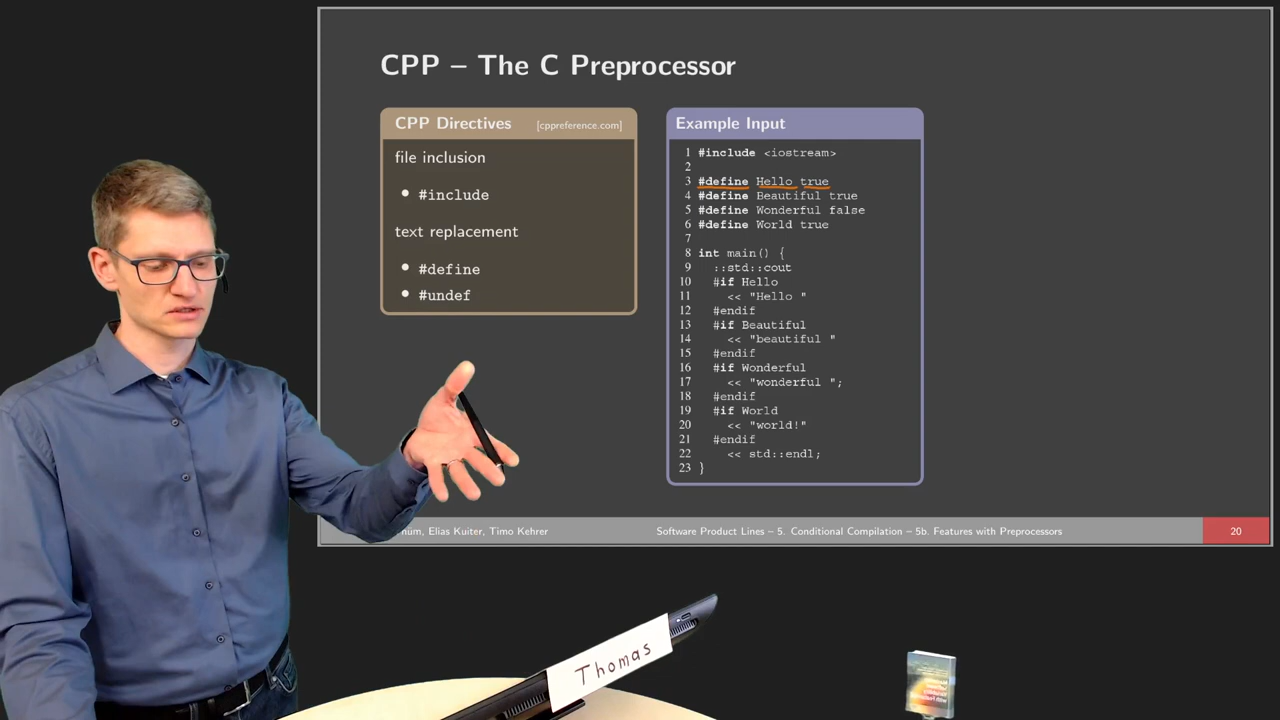 CPP – The C Preprocessor
CPP Directives [cppreference.com]
file inclusion
• #include
text replacement
• #define
• #undef
Example Input
1 #include <iostream>
2
3 #define Hello true
4 #define Beautiful true
5 #define Wonderful false
6 #define World true
7
8 int main() {
9 ::std::cout
10 #if Hello
11 << "Hello "
12 #endif
13 #if Beautiful
14 << "beautiful "
15 #endif
16 #if Wonderful
17 << "wonderful ";
18 #endif
19 #if World
20 << "world!"
21 #endif
22 << std::endl;
23 }
Elias Kuiter, Timo Kehrer
Software Product Lines – 5. Conditional Compilation – 5b. Features with Preprocessors
20
Thomas